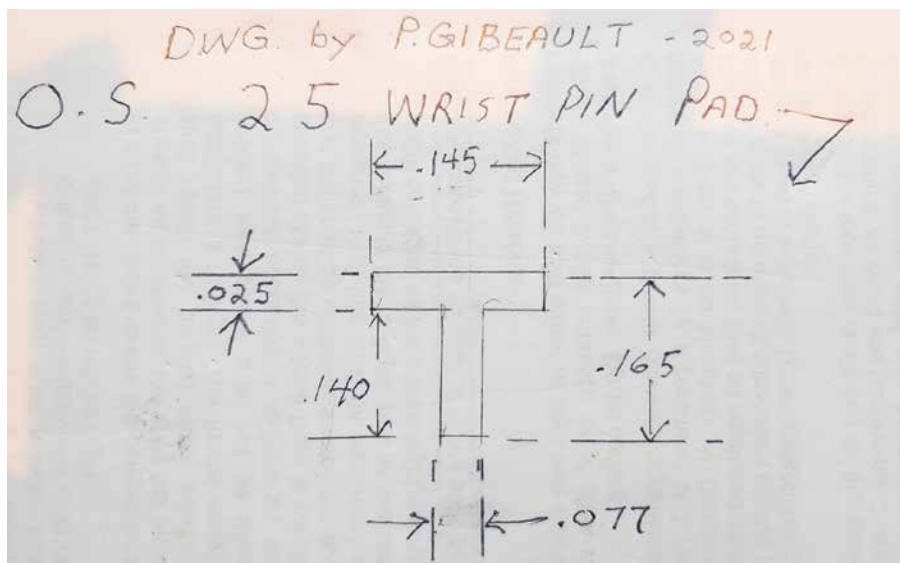 DWG. by P.GIBEAULT - 2021
O.S. 25 WRIST PIN PAD
.145
.025
.140
.165
.077